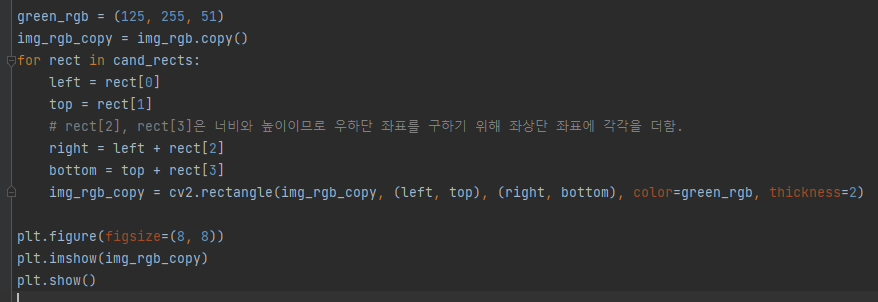 green_rgb = (125, 255, 51)
img_rgb_copy = img_rgb.copy()
for rect in cand_rects:
    left = rect[0]
    top = rect[1]
    # rect[2], rect[3]은 너비와 높이이므로 우하단 좌표를 구하기 위해 좌상단 좌표에 각각을 더함.
    right = left + rect[2]
    bottom = top + rect[3]
    img_rgb_copy = cv2.rectangle(img_rgb_copy, (left, top), (right, bottom), color=green_rgb, thickness=2)
plt.figure(figsize=(8, 8))
plt.imshow(img_rgb_copy)
plt.show()